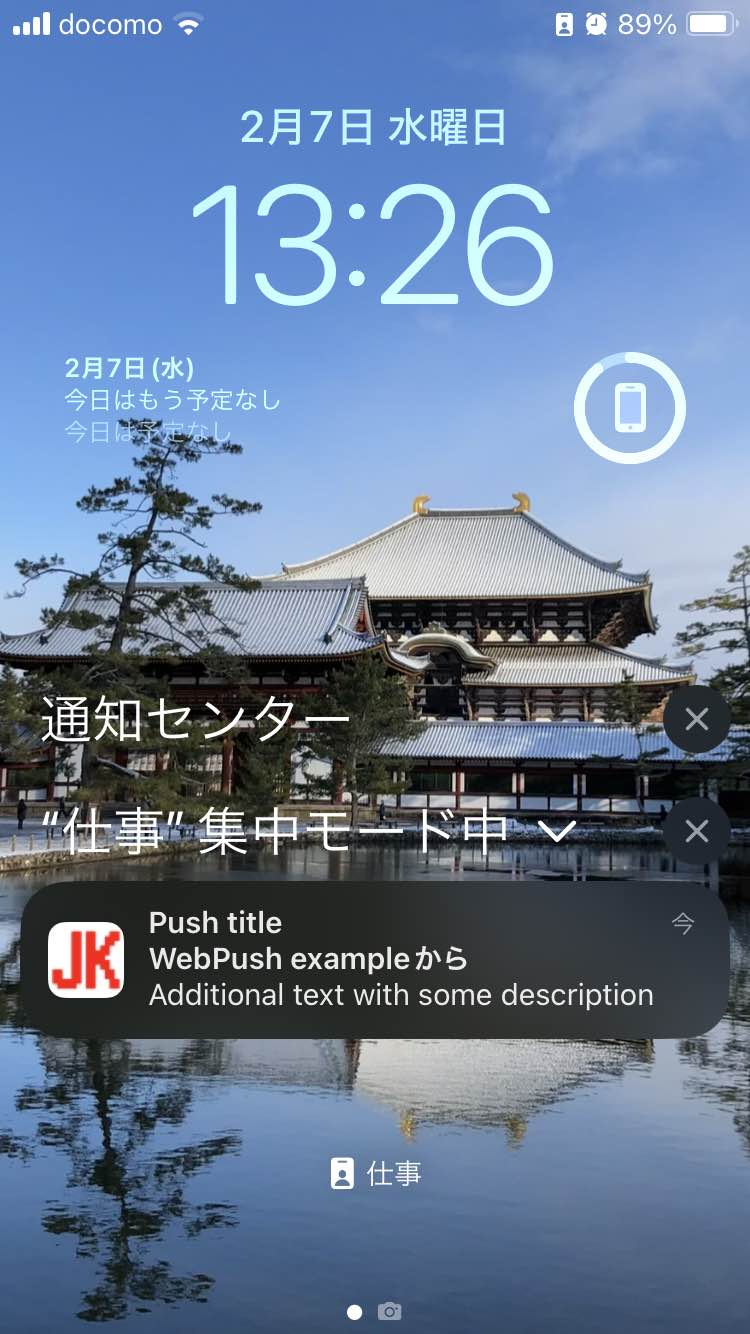 docomo 89%
2月7日 水曜日
13:26
2月7日 (水)
今日はもう予定なし
今日は予定なし
通知センター
“仕事” 集中モード中
JK
Push title 今
WebPush exampleから
Additional text with some description
仕事